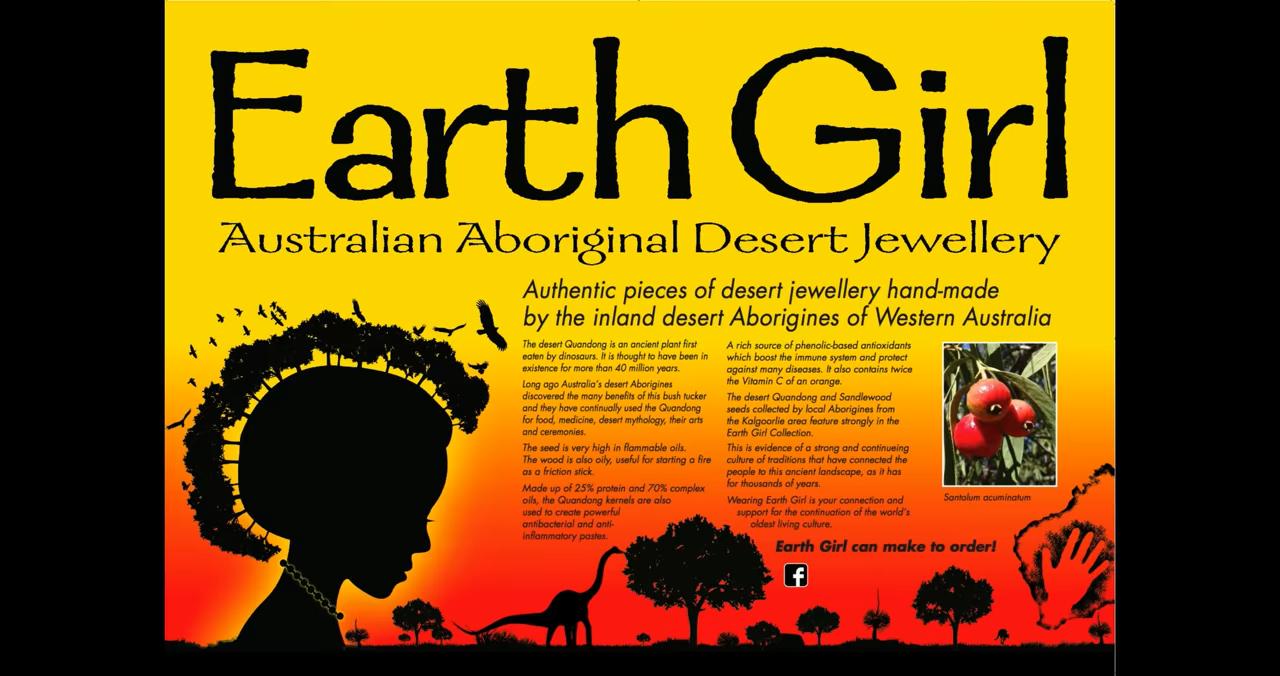 Earth Girl
Australian Aboriginal Desert Jewellery
Authentic pieces of desert jewellery hand-made
by the inland desert Aborigines of Western Australia
The desert Quandong is an ancient plant first
eaten by dinosaurs. It is thought to have been in
existence for more than 40 million years.
Long ago Australia's desert Aborigines
discovered the many benefits of this bush tucker
and they have continually used the Quandong
for food, medicine, desert mythology, their arts
and ceremonies.
The seed is very high in flammable oils.
The wood is also oily, useful for starting a fire
as a friction stick.
Made up of 25% protein and 70% complex
oils, the Quandong kernels are also
used to create powerful
antibacterial and anti-
inflammatory pastes.
A rich source of phenolic-based antioxidants
which boost the immune system and protect
against many diseases. It also contains twice
the Vitamin C of an orange.
The desert Quandong and Sandlewood
seeds collected by local Aborigines from
the Kalgoorlie area feature strongly in the
Earth Girl Collection.
This is evidence of a strong and continueing
culture of traditions that have connected the
people to this ancient landscape, as it has
for thousands of years.
Wearing Earth Girl is your connection and
support for the continuation of the world's
oldest living culture.
Santolum acuminatum
Earth Girl can make to order!
f